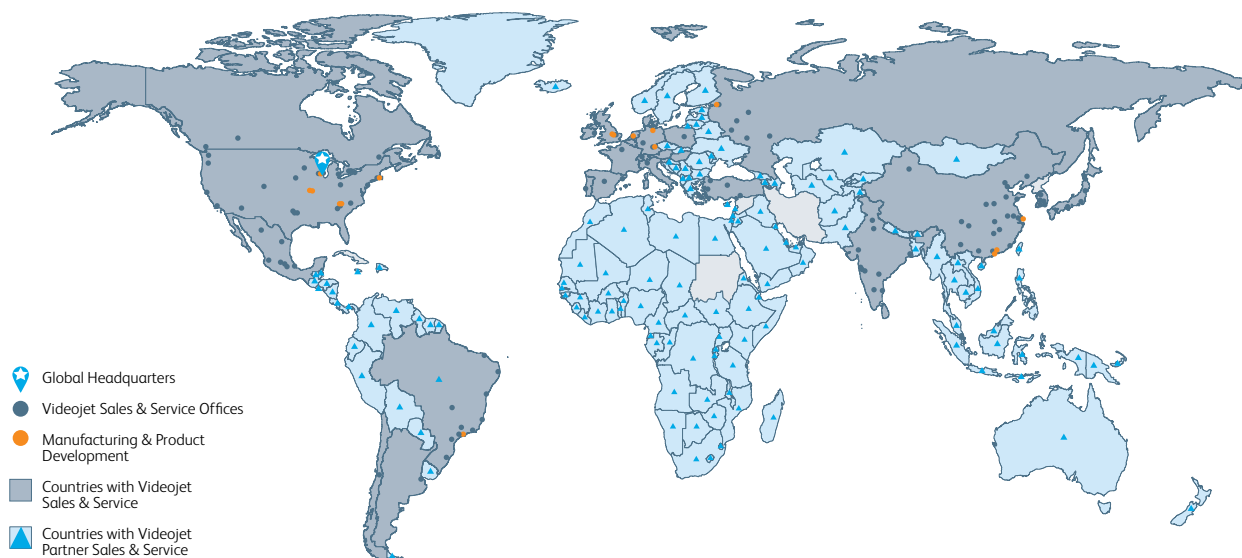 Global Headquarters
Videojet Sales & Service Offices
Manufacturing & Product
Development
Countries with Videojet
Sales & Service
Countries with Videojet
Partner Sales & Service